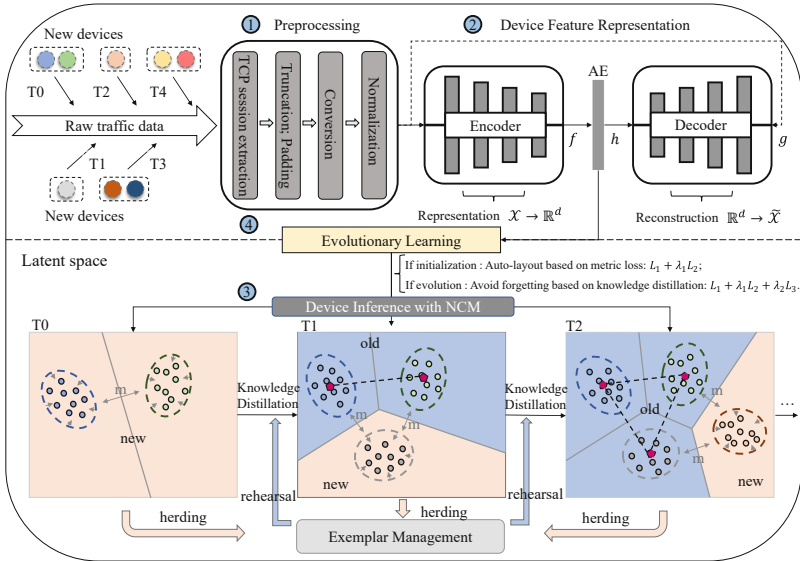 1 Preprocessing
2 Device Feature Representation
New devices
T0
T2
T4
Raw traffic data
T1
T3
New devices
TCP session extraction
Truncation; Padding
Conversion
Normalization
Encoder
f
AE
h
Decoder
g
Representation 𝒳 → ℝ^d
Reconstruction ℝ^d → 𝒳̃
4
Evolutionary Learning
Latent space
If initialization : Auto-layout based on metric loss: L₁ + λ₁L₂;
If evolution : Avoid forgetting based on knowledge distillation: L₁ + λ₁L₂ + λ₂L₃.
3
Device Inference with NCM
T0
m
new
Knowledge
Distillation
T1
old
m
m
new
Knowledge
Distillation
T2
old
m
m
new
...
rehearsal
rehearsal
herding
herding
herding
Exemplar Management